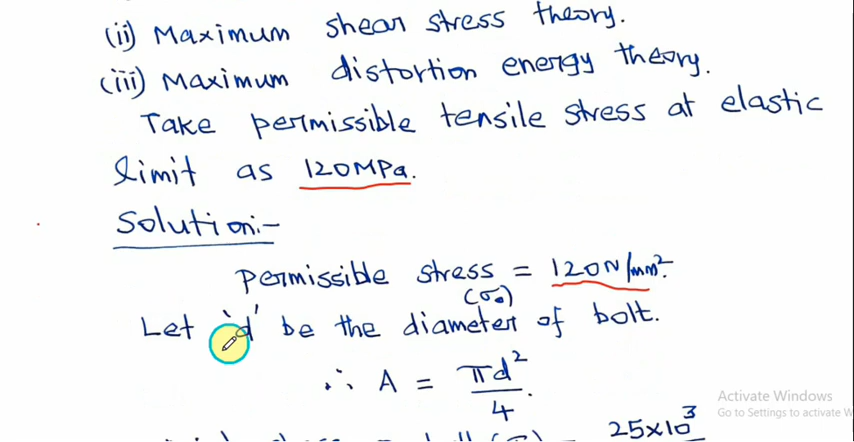 (ii) Maximum shear stress theory.
(iii) Maximum distortion energy theory.
Take permissible tensile stress at elastic
limit as 120MPa.
Solution:-
Permissible stress = 120N/mm².
(σₒ)
Let 'd' be the diameter of bolt.
∴ A = πd²/4.
25×10³
Activate Windows
Go to Settings to activate W